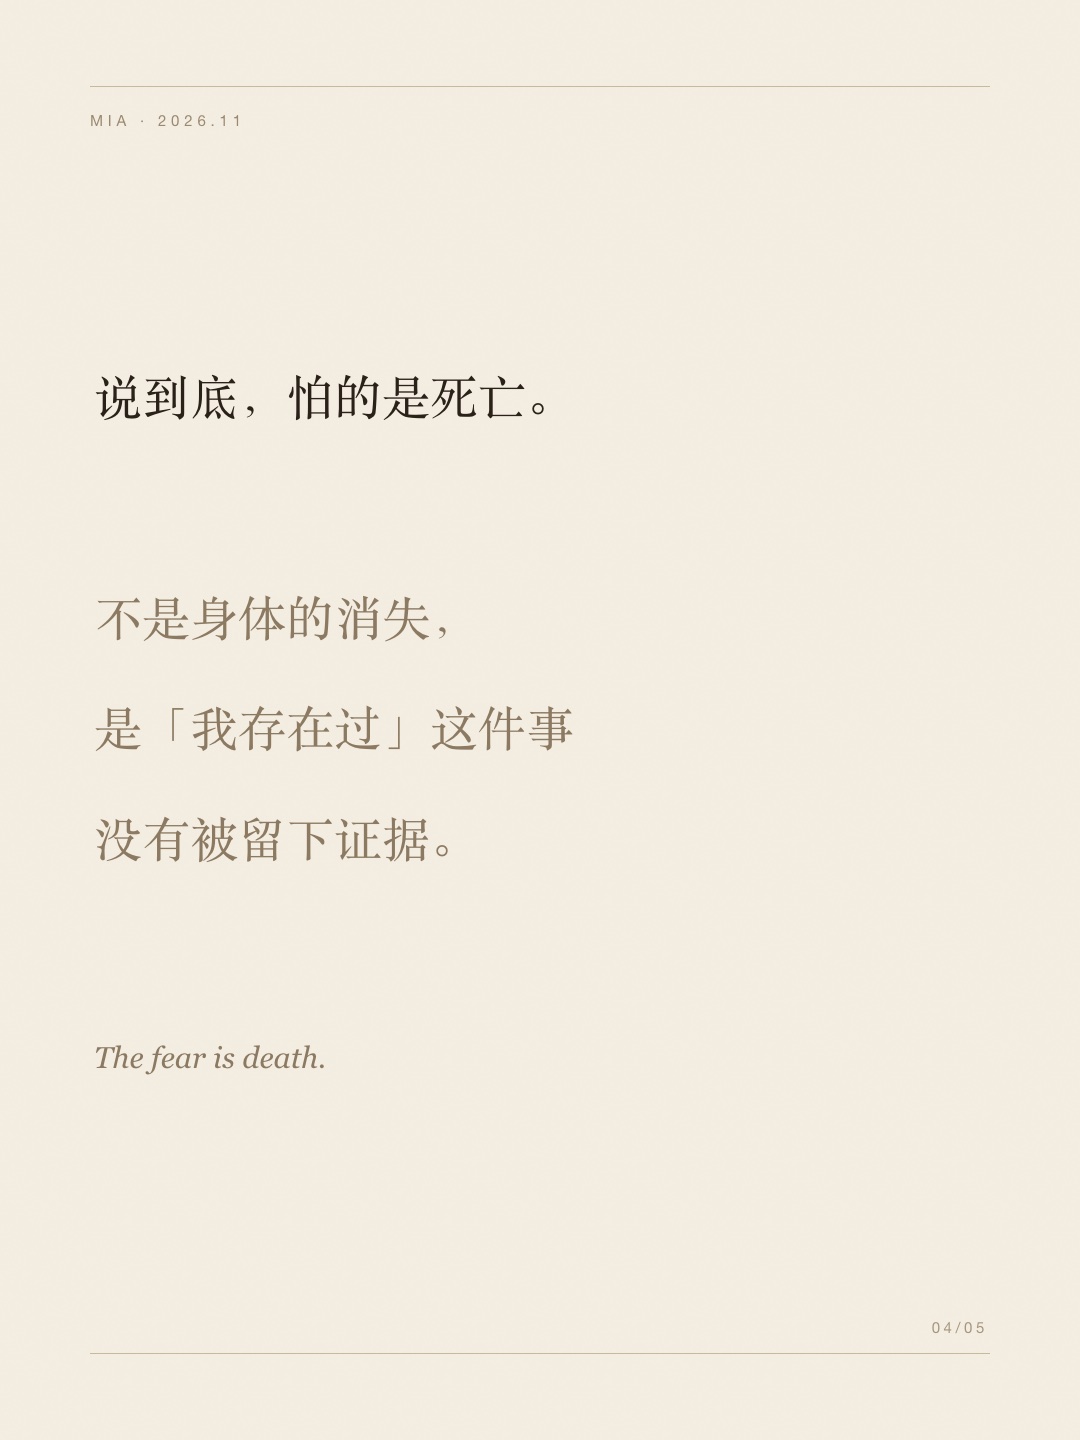 MIA · 2026.11
说到底，怕的是死亡。
不是身体的消失，
是「我存在过」这件事
没有被留下证据。
The fear is death.
04/05